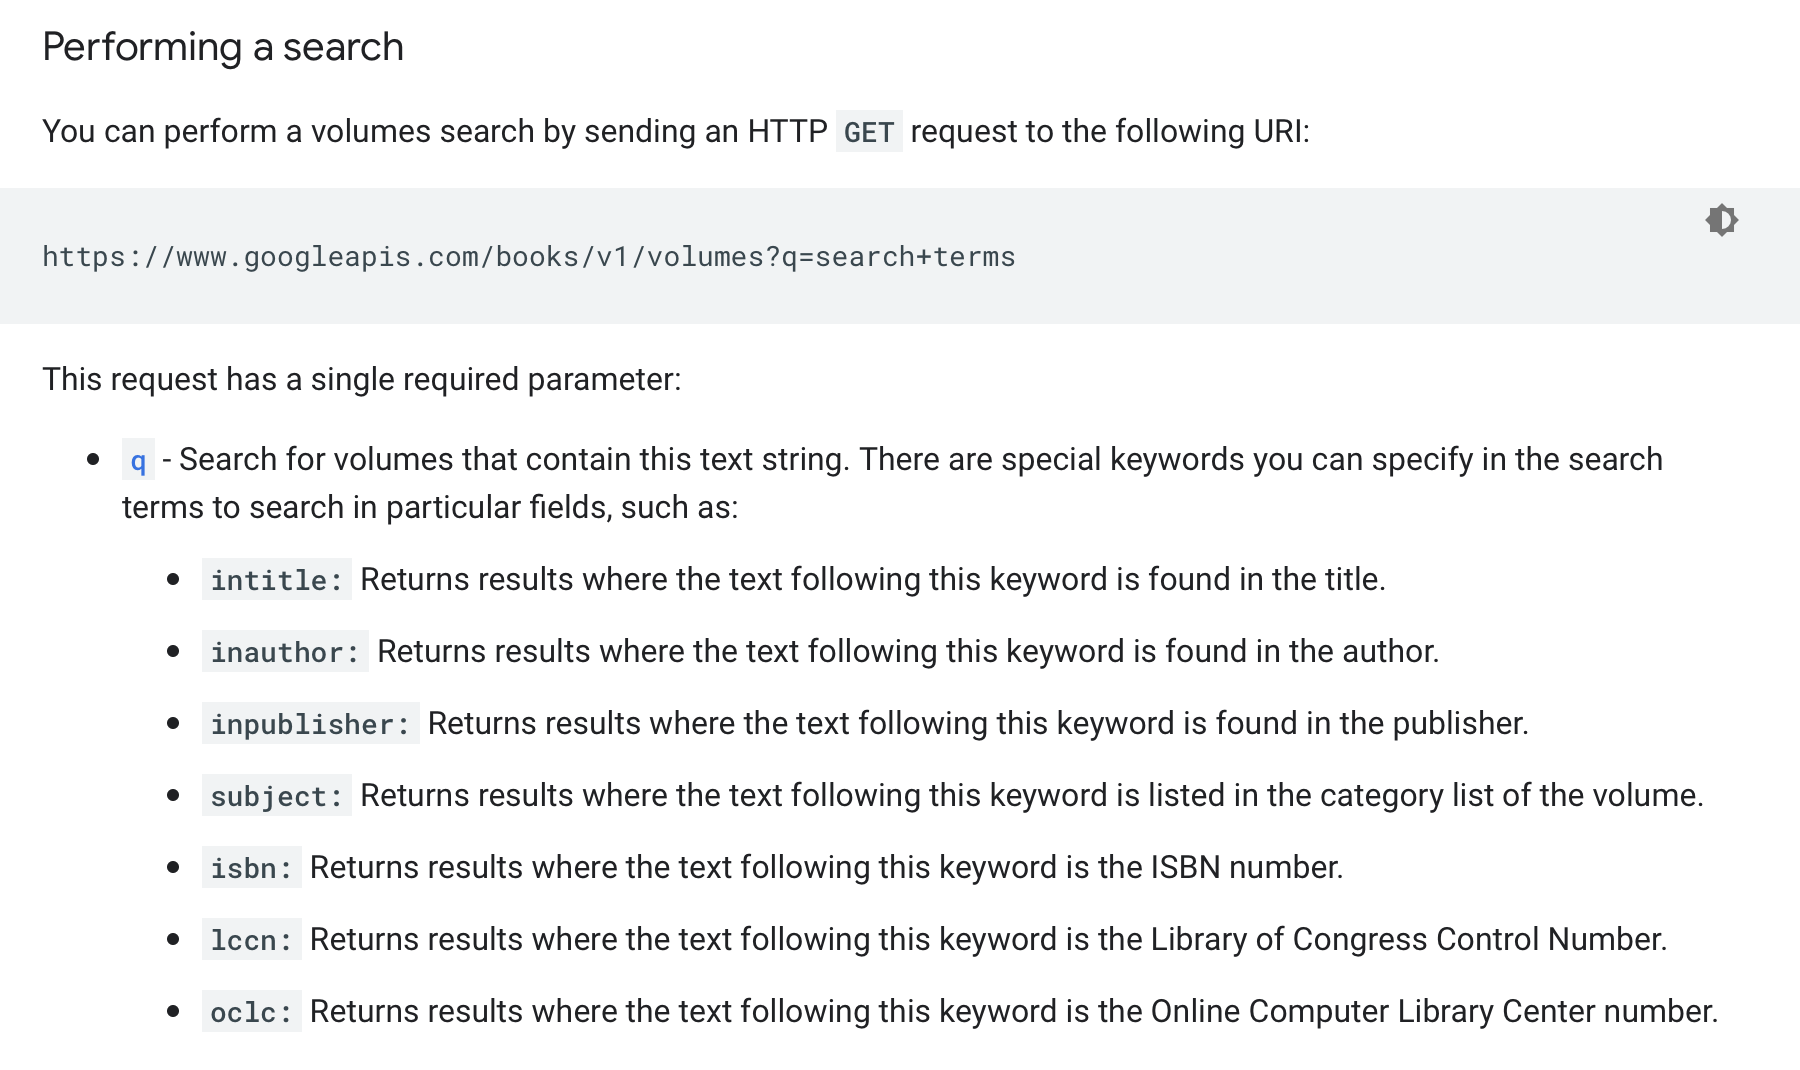 Performing a search
You can perform a volumes search by sending an HTTP GET request to the following URI:
https://www.googleapis.com/books/v1/volumes?q=search+terms
This request has a single required parameter:
q - Search for volumes that contain this text string. There are special keywords you can specify in the search
terms to search in particular fields, such as:
intitle: Returns results where the text following this keyword is found in the title.
inauthor: Returns results where the text following this keyword is found in the author.
inpublisher: Returns results where the text following this keyword is found in the publisher.
subject: Returns results where the text following this keyword is listed in the category list of the volume.
isbn: Returns results where the text following this keyword is the ISBN number.
lccn: Returns results where the text following this keyword is the Library of Congress Control Number.
oclc: Returns results where the text following this keyword is the Online Computer Library Center number.